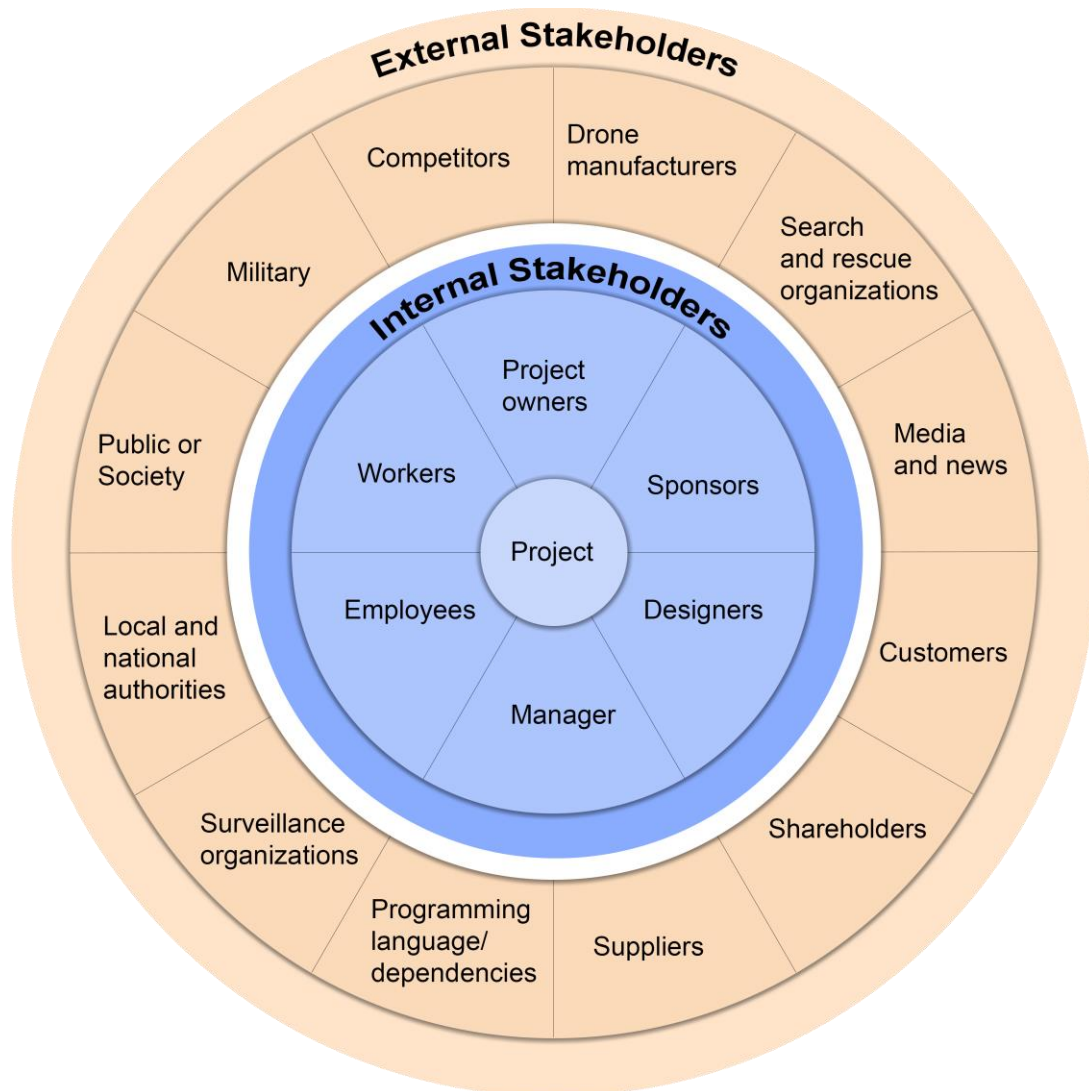 External Stakeholders
Competitors
Drone
manufacturers
Search
and rescue
organizations
Media
and news
Customers
Shareholders
Suppliers
Programming
language/
dependencies
Surveillance
organizations
Local and
national
authorities
Public or
Society
Military
Internal Stakeholders
Project
owners
Sponsors
Designers
Manager
Employees
Workers
Project